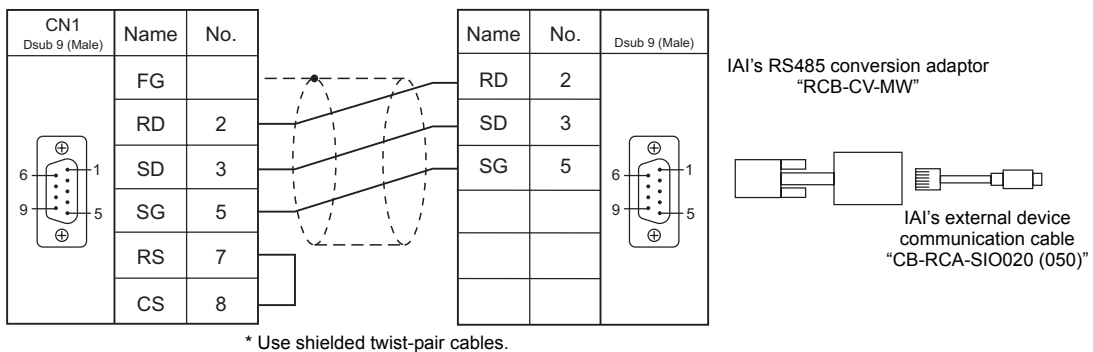 CN1
Dsub 9 (Male)
Name No.
FG
RD 2
SD 3
SG 5
RS 7
CS 8
6 1
9 5
Name No.
Dsub 9 (Male)
RD 2
SD 3
SG 5
6 1
9 5
IAI's RS485 conversion adaptor
“RCB-CV-MW”
IAI's external device
communication cable
“CB-RCA-SIO020 (050)”
* Use shielded twist-pair cables.